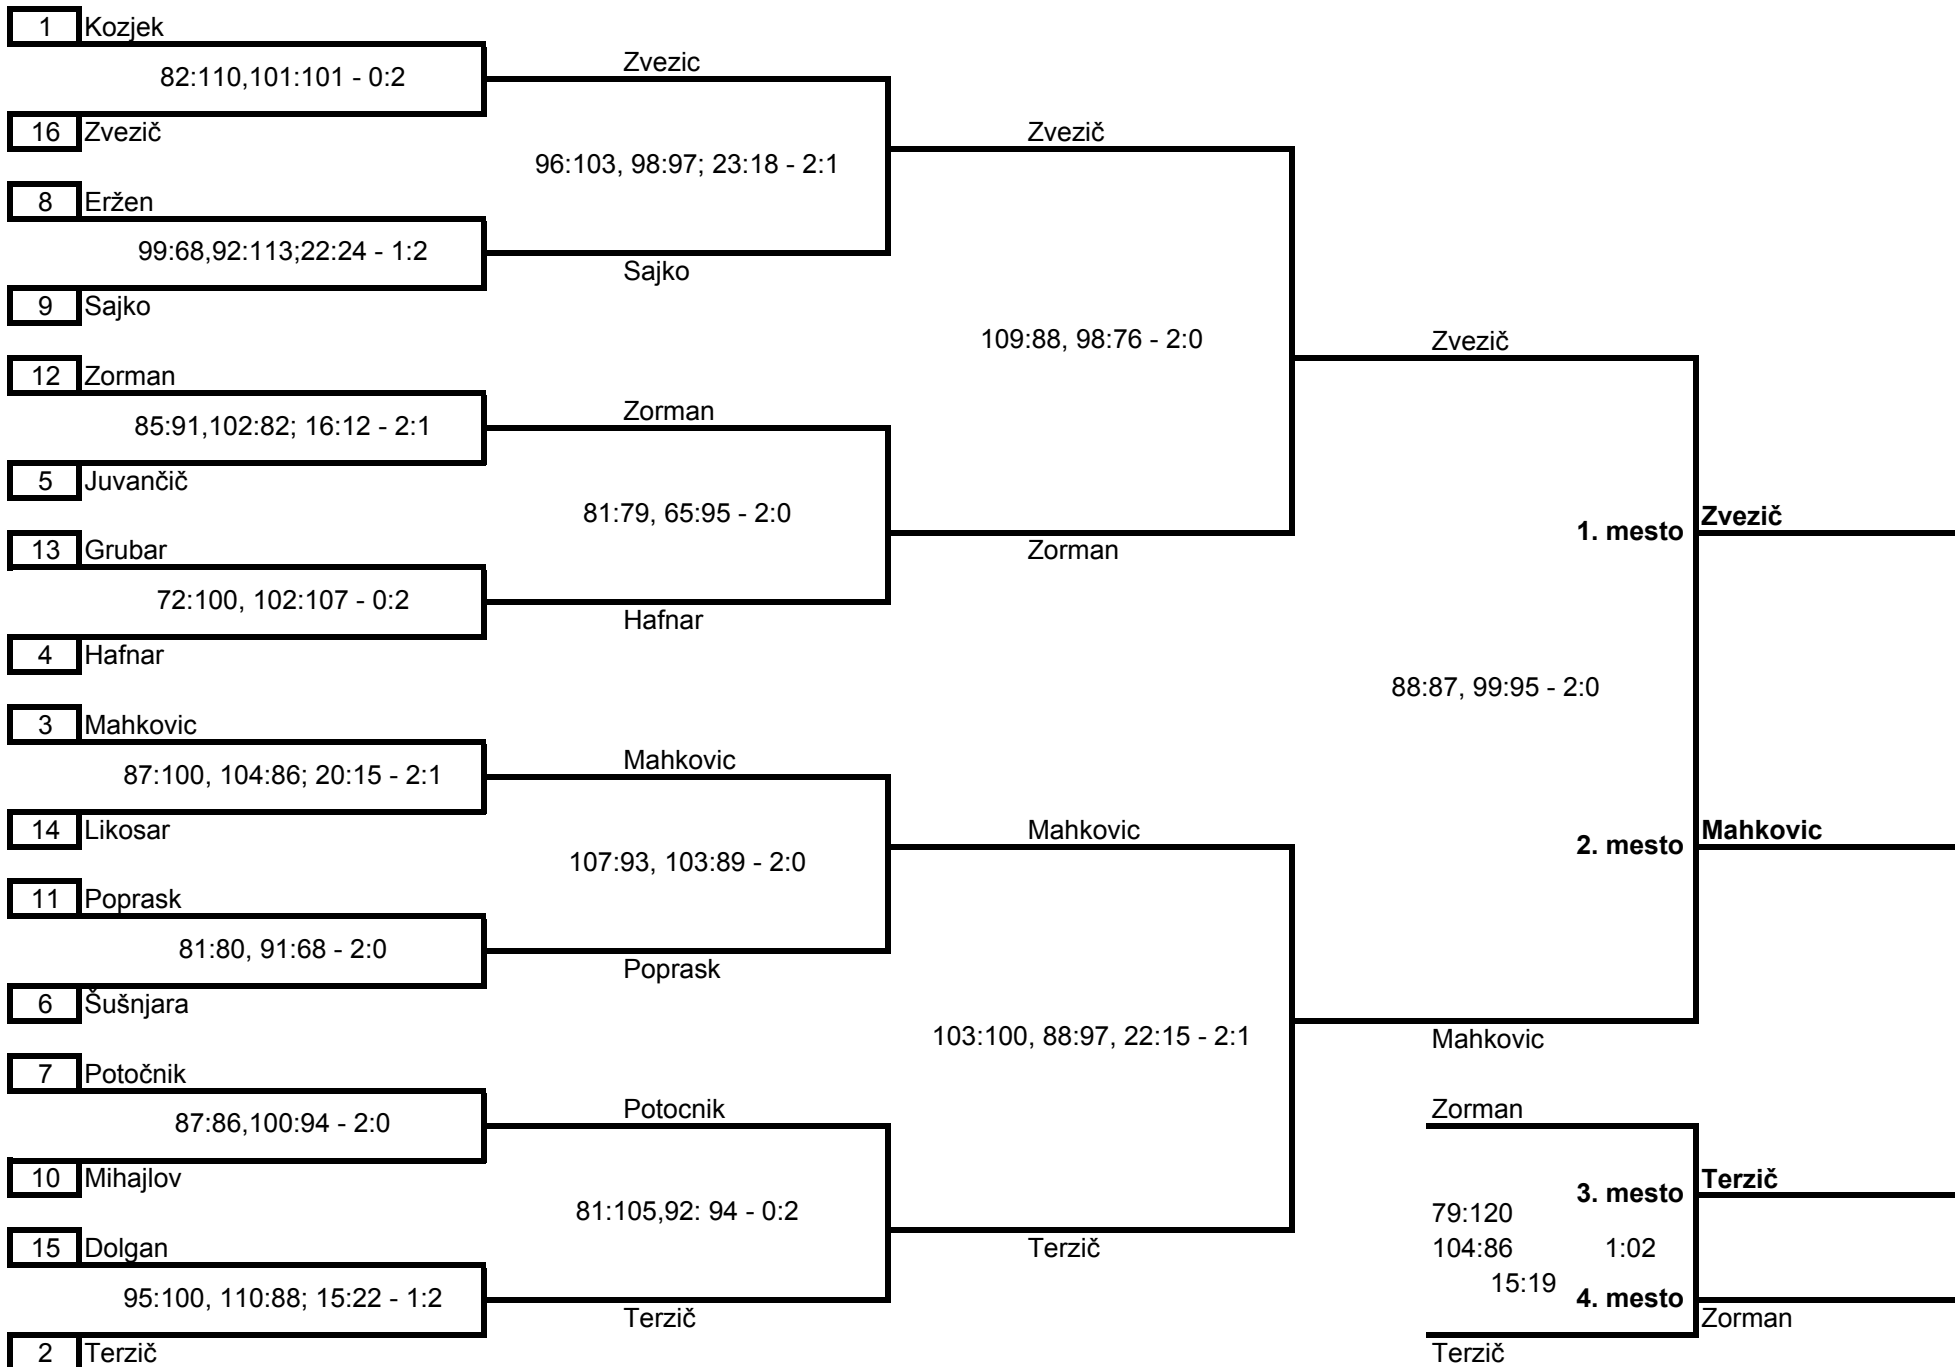 1 Kozjek
82:110,101:101 - 0:2
16 Zvezič
8 Eržen
99:68,92:113;22:24 - 1:2
9 Sajko
12 Zorman
85:91,102:82; 16:12 - 2:1
5 Juvančič
13 Grubar
72:100, 102:107 - 0:2
4 Hafnar
3 Mahkovic
87:100, 104:86; 20:15 - 2:1
14 Likosar
11 Poprask
81:80, 91:68 - 2:0
6 Šušnjara
7 Potočnik
87:86,100:94 - 2:0
10 Mihajlov
15 Dolgan
95:100, 110:88; 15:22 - 1:2
2 Terzič
Zvezic
96:103, 98:97; 23:18 - 2:1
Sajko
Zorman
81:79, 65:95 - 2:0
Hafnar
Mahkovic
107:93, 103:89 - 2:0
Poprask
Potocnik
81:105,92: 94 - 0:2
Terzič
Zvezič
109:88, 98:76 - 2:0
Zorman
Mahkovic
103:100, 88:97, 22:15 - 2:1
Terzič
Zvezič
88:87, 99:95 - 2:0
Mahkovic
1. mesto Zvezič
2. mesto Mahkovic
Zorman
3. mesto Terzič
79:120
104:86 1:02
15:19
4. mesto Zorman
Terzič